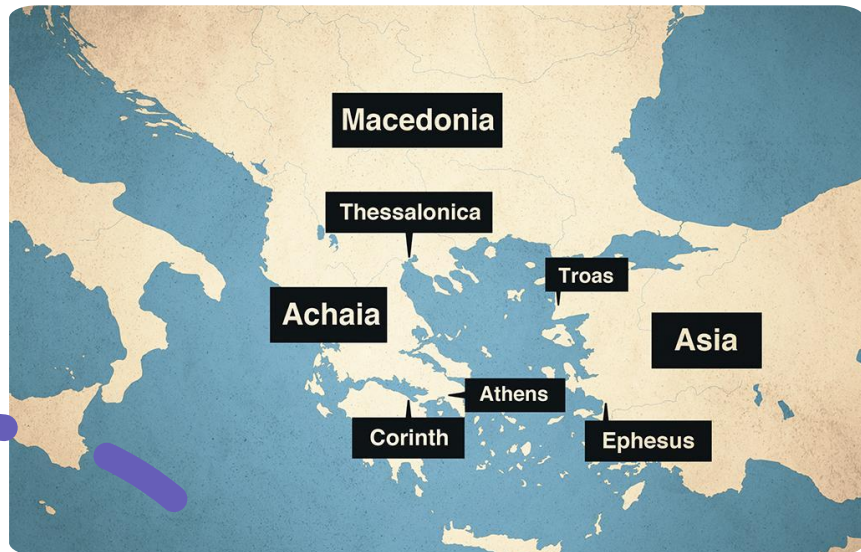 Macedonia
Thessalonica
Troas
Achaia
Asia
Athens
Corinth
Ephesus